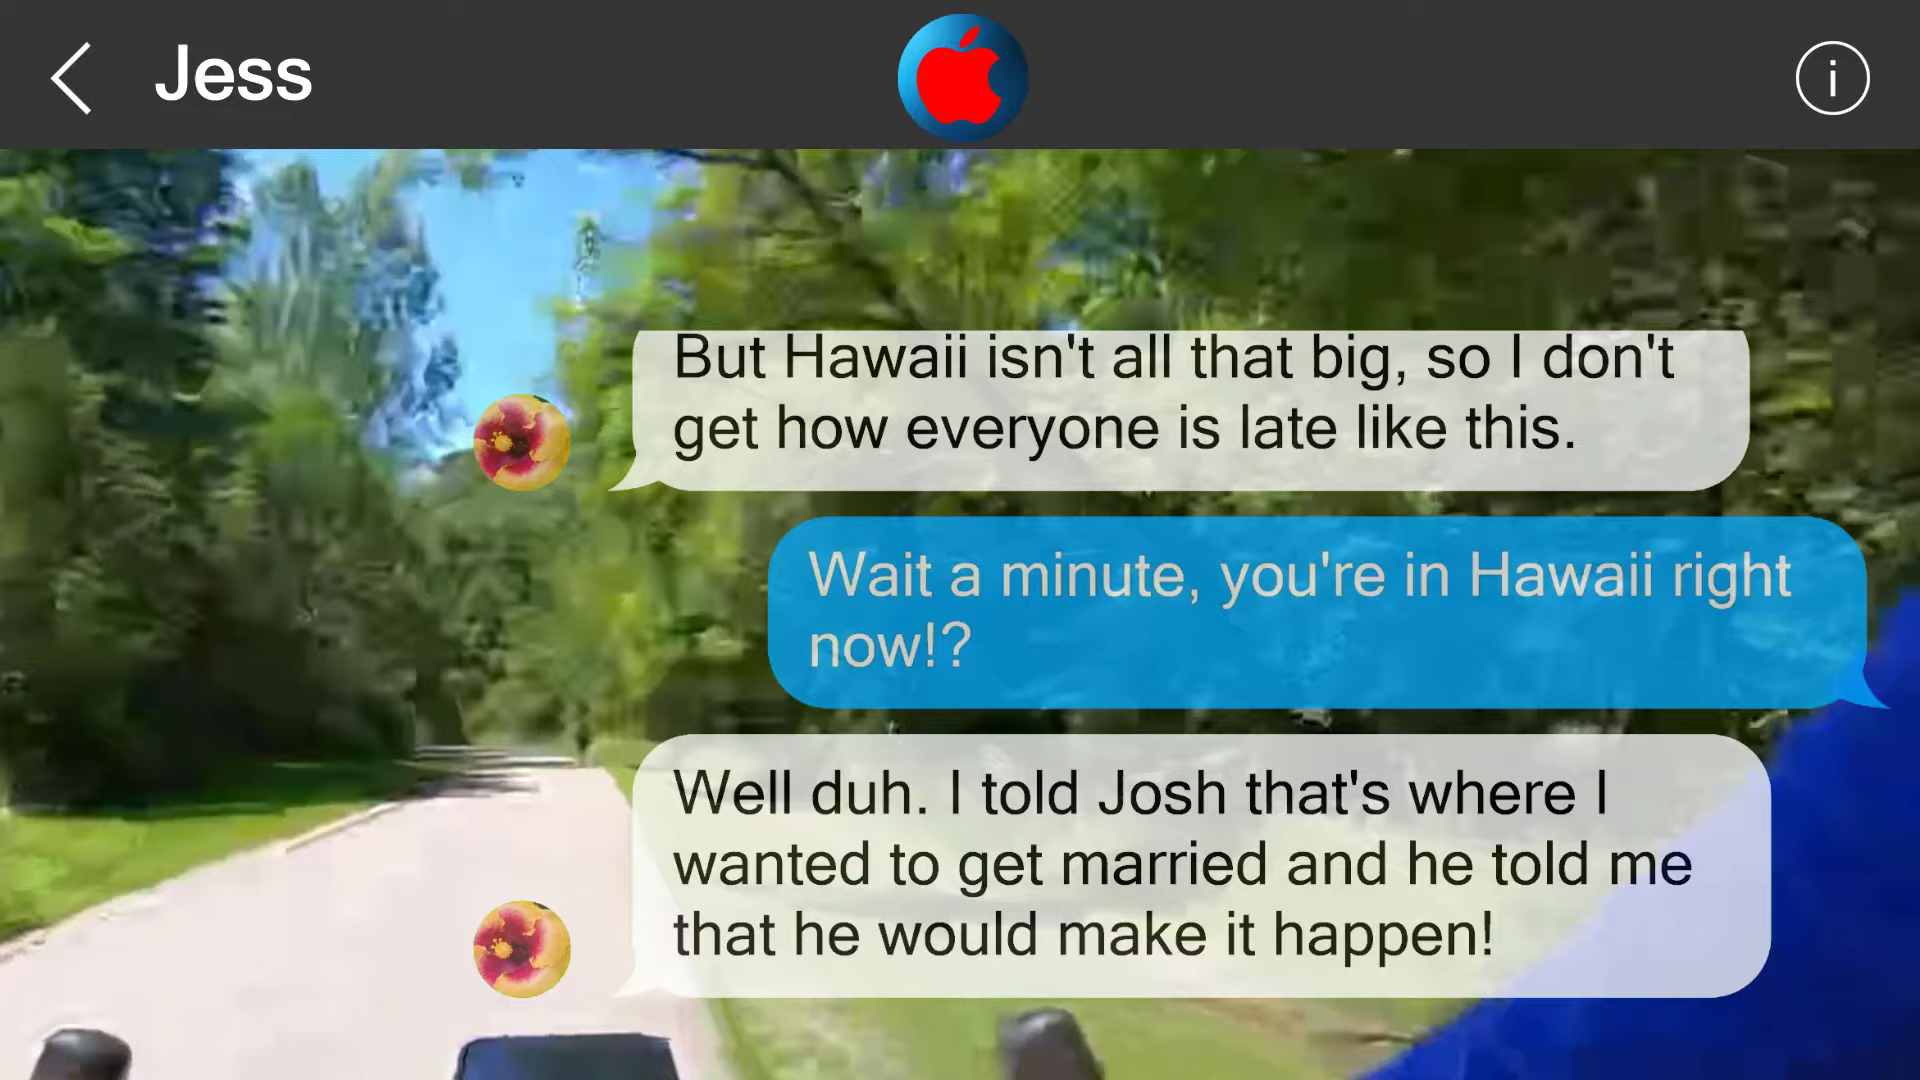 Jess
i
But Hawaii isn't all that big, so I don't
get how everyone is late like this.
Wait a minute, you're in Hawaii right
now!?
Well duh. I told Josh that's where I
wanted to get married and he told me
that he would make it happen!